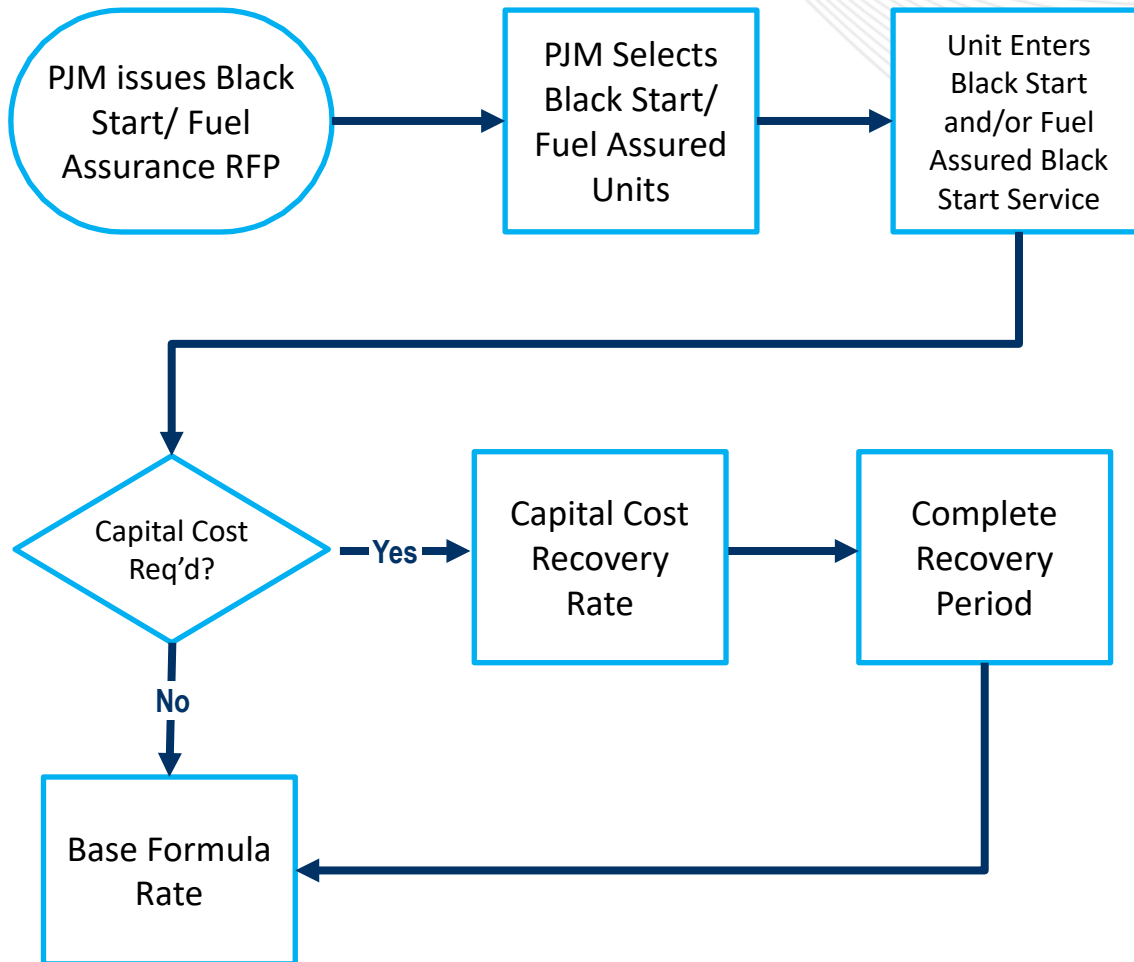 PJM issues Black
Start/ Fuel
Assurance RFP
PJM Selects
Black Start/
Fuel Assured
Units
Unit Enters
Black Start
and/or Fuel
Assured Black
Start Service
Capital Cost
Req’d?
Yes
Capital Cost
Recovery
Rate
Complete
Recovery
Period
No
Base Formula
Rate